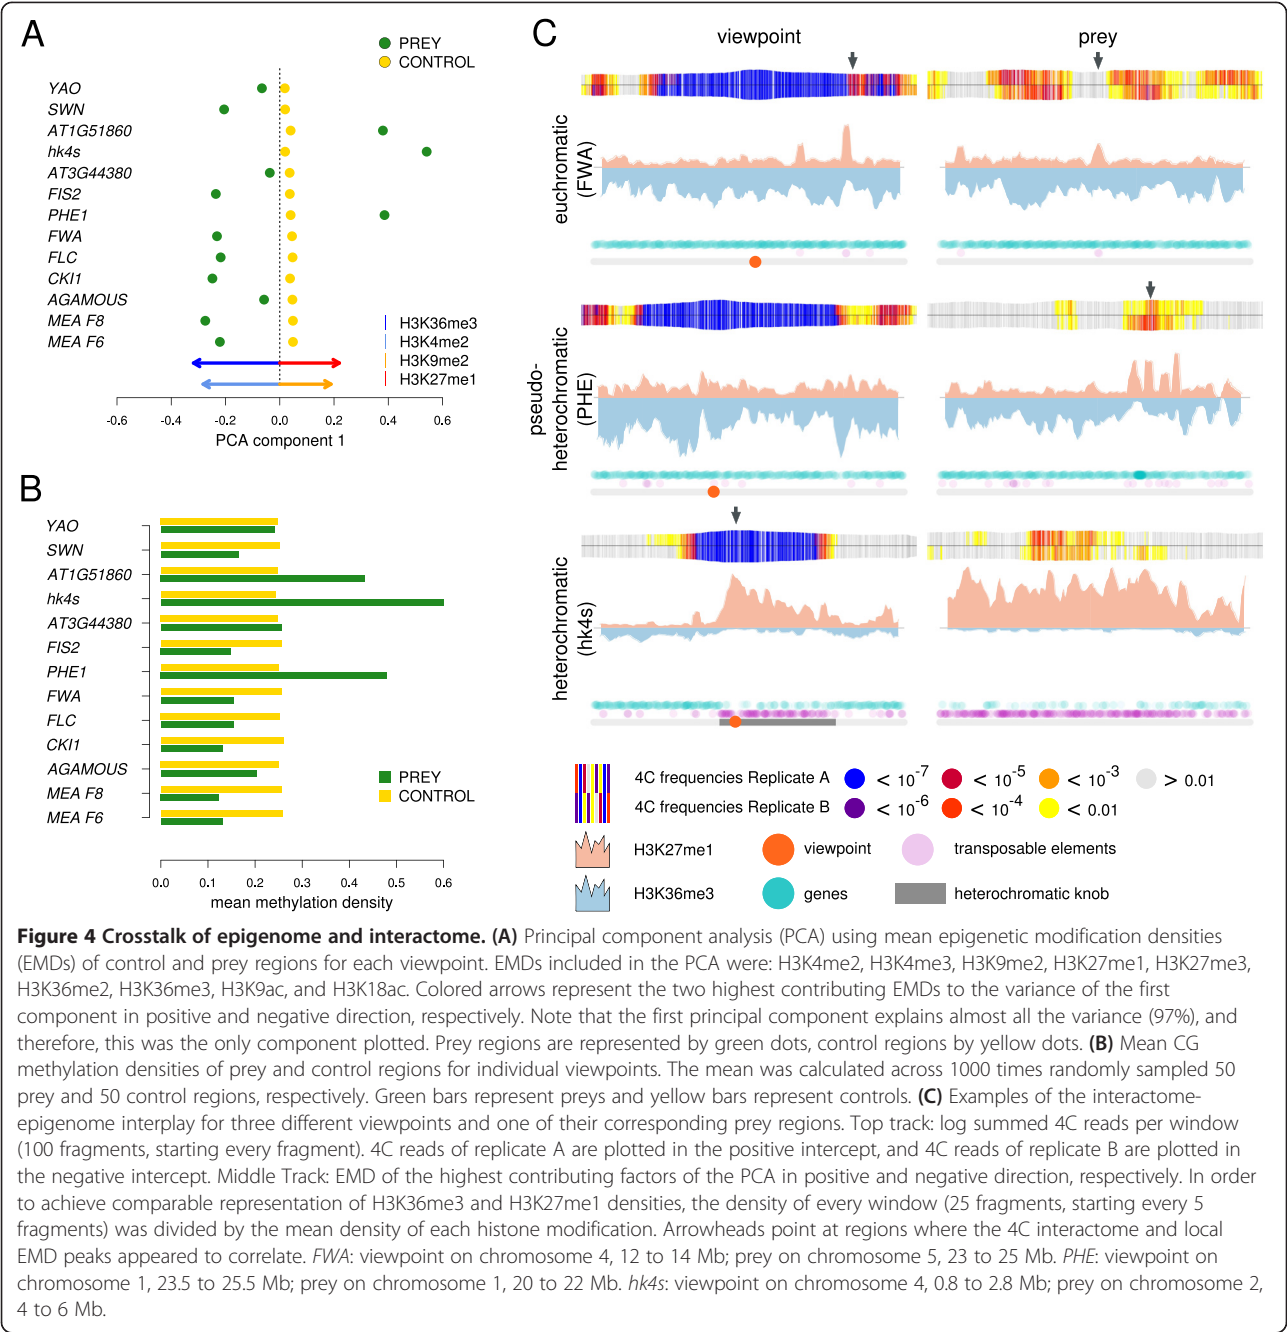 A
PREY
CONTROL
YAO
SWN
AT1G51860
hk4s
AT3G44380
FIS2
PHE1
FWA
FLC
CKI1
AGAMOUS
MEA F8
MEA F6
H3K36me3
H3K4me2
H3K9me2
H3K27me1
-0.6 -0.4 -0.2 0.0 0.2 0.4 0.6
PCA component 1
B
YAO
SWN
AT1G51860
hk4s
AT3G44380
FIS2
PHE1
FWA
FLC
CKI1
AGAMOUS
MEA F8
MEA F6
PREY
CONTROL
0.0 0.1 0.2 0.3 0.4 0.5 0.6
mean methylation density
C
viewpoint prey
euchromatic
(FWA)
pseudo-
heterochromatic
(PHE)
heterochromatic
(hk4s)
4C frequencies Replicate A < 10-7 < 10-5 < 10-3 > 0.01
4C frequencies Replicate B < 10-6 < 10-4 < 0.01
H3K27me1 viewpoint transposable elements
H3K36me3 genes heterochromatic knob
Figure 4 Crosstalk of epigenome and interactome. (A) Principal component analysis (PCA) using mean epigenetic modification densities
(EMDs) of control and prey regions for each viewpoint. EMDs included in the PCA were: H3K4me2, H3K4me3, H3K9me2, H3K27me1, H3K27me3,
H3K36me2, H3K36me3, H3K9ac, and H3K18ac. Colored arrows represent the two highest contributing EMDs to the variance of the first
component in positive and negative direction, respectively. Note that the first principal component explains almost all the variance (97%), and
therefore, this was the only component plotted. Prey regions are represented by green dots, control regions by yellow dots. (B) Mean CG
methylation densities of prey and control regions for individual viewpoints. The mean was calculated across 1000 times randomly sampled 50
prey and 50 control regions, respectively. Green bars represent preys and yellow bars represent controls. (C) Examples of the interactome-
epigenome interplay for three different viewpoints and one of their corresponding prey regions. Top track: log summed 4C reads per window
(100 fragments, starting every fragment). 4C reads of replicate A are plotted in the positive intercept, and 4C reads of replicate B are plotted in
the negative intercept. Middle Track: EMD of the highest contributing factors of the PCA in positive and negative direction, respectively. In order
to achieve comparable representation of H3K36me3 and H3K27me1 densities, the density of every window (25 fragments, starting every 5
fragments) was divided by the mean density of each histone modification. Arrowheads point at regions where the 4C interactome and local
EMD peaks appeared to correlate. FWA: viewpoint on chromosome 4, 12 to 14 Mb; prey on chromosome 5, 23 to 25 Mb. PHE: viewpoint on
chromosome 1, 23.5 to 25.5 Mb; prey on chromosome 1, 20 to 22 Mb. hk4s: viewpoint on chromosome 4, 0.8 to 2.8 Mb; prey on chromosome 2,
4 to 6 Mb.